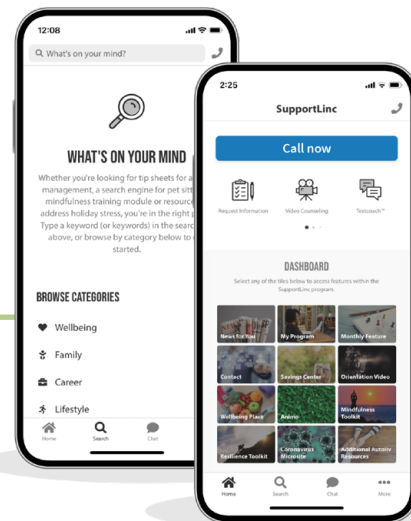 12:08
What's on your mind?
WHAT'S ON YOUR MIND
Whether you're looking for tip sheets for a
management, a search engine for pet sit
mindfulness training module or resourc
address holiday stress, you're in the right p
Type a keyword (or keywords) in the searc
above, or browse by category below to
started.
BROWSE CATEGORIES
Wellbeing
Family
Career
Lifestyle
Home Search Chat
2:25
SupportLinc
Call now
Request Information Video Counseling Textcoach™
DASHBOARD
Select any of the tiles below to access features within the
SupportLinc program.
News for You My Program Monthly Feature
Contact Savings Center Orientation Video
Wellbeing Place Animo Mindfulness
Toolkit
Resilience Toolkit Coronavirus
Microsite Additional Autoliv
Resources
Home Search Chat More